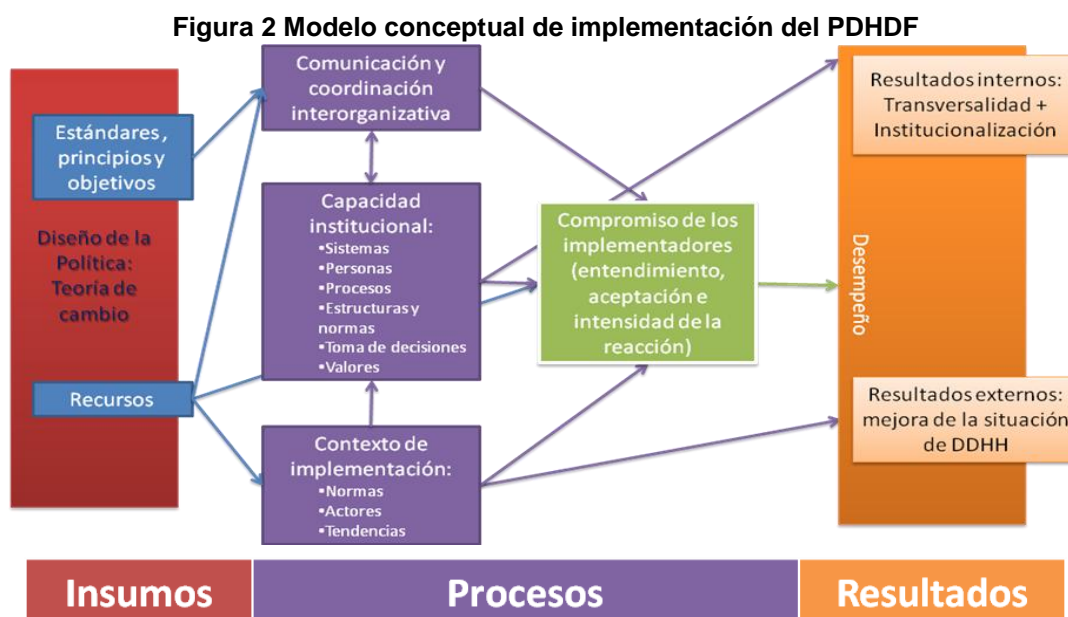 Figura 2 Modelo conceptual de implementación del PDHDF
Estándares,
principios y
objetivos
Diseño de la
Política:
Teoría de
cambio
Recursos
Comunicación y
coordinación
interorganizativa
Capacidad
institucional:
•Sistemas
•Personas
•Procesos
•Estructuras y
normas
•Toma de decisiones
•Valores
Contexto de
implementación:
•Normas
•Actores
•Tendencias
Compromiso de los
implementadores
(entendimiento,
aceptación e
intensidad de la
reacción)
Desempeño
Resultados internos:
Transversalidad +
Institucionalización
Resultados externos:
mejora de la situación
de DDHH
Insumos
Procesos
Resultados